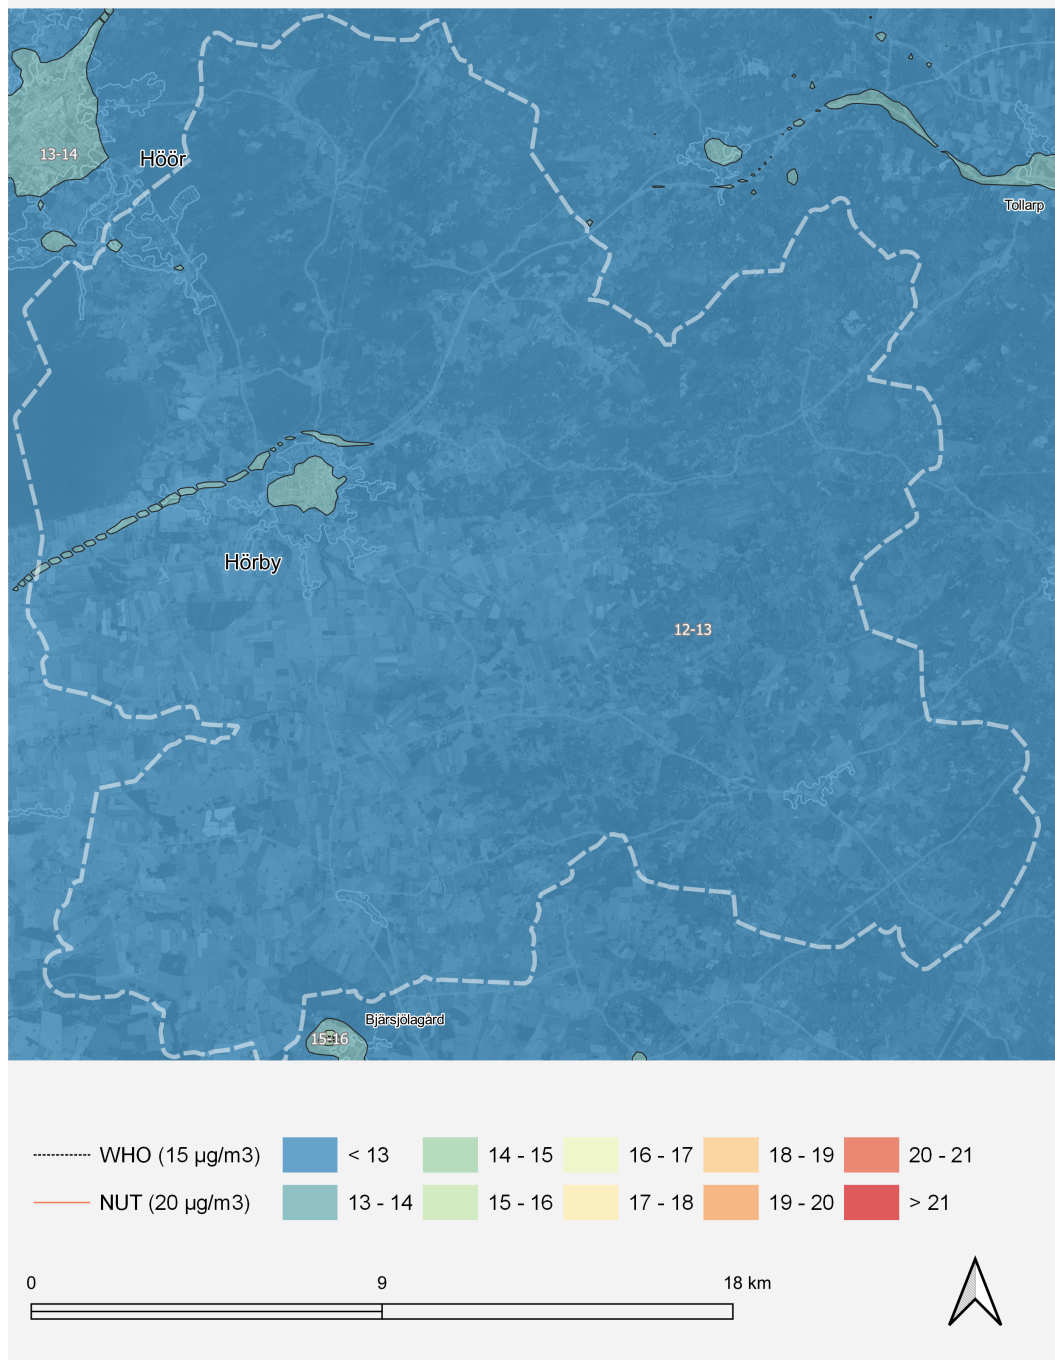 13-14
Höör
Tollarp
Hörby
12-13
Bjärsjölagård
15-16
WHO (15 µg/m3)
< 13
14 - 15
16 - 17
18 - 19
20 - 21
NUT (20 µg/m3)
13 - 14
15 - 16
17 - 18
19 - 20
> 21
0
9
18 km